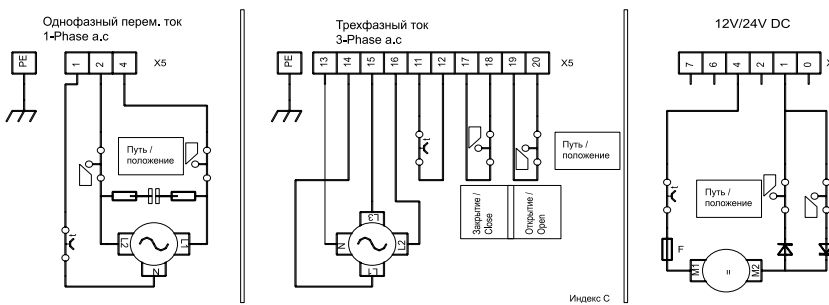 Однофазный перем. ток
1-Phase a.c
PE
1
2
4
X5
Путь /
положение
t
L2
L1
N
Трехфазный ток
3-Phase a.c
PE
13
14
15
16
11
12
17
18
19
20
X5
t
Путь /
положение
Закрытие /
Close
Открытие /
Open
L3
N
L2
L1
Индекс C
12V/24V DC
7
6
4
2
1
0
X
t
Путь /
положение
F
M1
M2
=